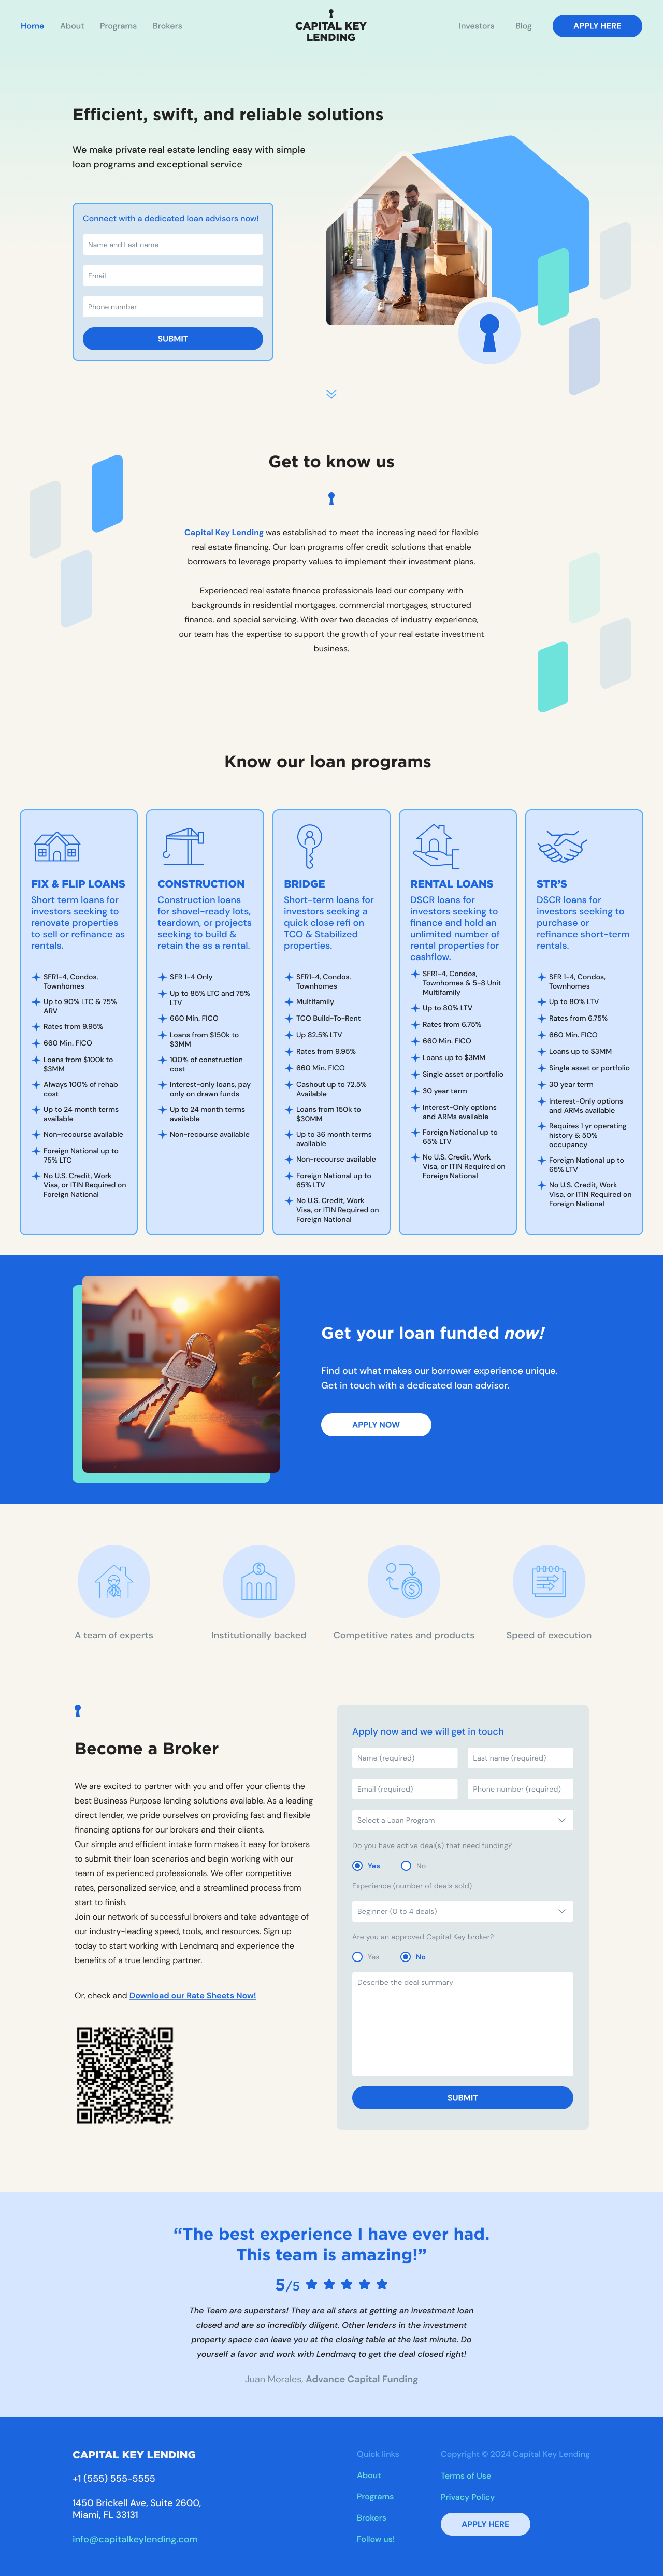 Home About Programs Brokers
CAPITAL KEY
LENDING
Investors Blog APPLY HERE
Efficient, swift, and reliable solutions
We make private real estate lending easy with simple
loan programs and exceptional service
Connect with a dedicated loan advisors now!
Name and Last name
Email
Phone number
SUBMIT
Get to know us
Capital Key Lending was established to meet the increasing need for flexible
real estate financing. Our loan programs offer credit solutions that enable
borrowers to leverage property values to implement their investment plans.
Experienced real estate finance professionals lead our company with
backgrounds in residential mortgages, commercial mortgages, structured
finance, and special servicing. With over two decades of industry experience,
our team has the expertise to support the growth of your real estate investment
business.
Know our loan programs
FIX & FLIP LOANS
Short term loans for
investors seeking to
renovate properties
to sell or refinance as
rentals.
SFR1-4, Condos,
Townhomes
Up to 90% LTC & 75%
ARV
Rates from 9.95%
660 Min. FICO
Loans from $100k to
$3MM
Always 100% of rehab
cost
Up to 24 month terms
available
Non-recourse available
Foreign National up to
75% LTC
No U.S. Credit, Work
Visa, or ITIN Required on
Foreign National
CONSTRUCTION
Construction loans
for shovel-ready lots,
teardown, or projects
seeking to build &
retain the as a rental.
SFR 1-4 Only
Up to 85% LTC and 75%
LTV
660 Min. FICO
Loans from $150k to
$3MM
100% of construction
cost
Interest-only loans, pay
only on drawn funds
Up to 24 month terms
available
Non-recourse available
BRIDGE
Short-term loans for
investors seeking a
quick close refi on
TCO & Stabilized
properties.
SFR1-4, Condos,
Townhomes
Multifamily
TCO Build-To-Rent
Up 82.5% LTV
Rates from 9.95%
660 Min. FICO
Cashout up to 72.5%
Available
Loans from 150k to
$30MM
Up to 36 month terms
available
Non-recourse available
Foreign National up to
65% LTV
No U.S. Credit, Work
Visa, or ITIN Required on
Foreign National
RENTAL LOANS
DSCR loans for
investors seeking to
finance and hold an
unlimited number of
rental properties for
cashflow.
SFR1-4, Condos,
Townhomes & 5-8 Unit
Multifamily
Up to 80% LTV
Rates from 6.75%
660 Min. FICO
Loans up to $3MM
Single asset or portfolio
30 year term
Interest-Only options
and ARMs available
Foreign National up to
65% LTV
No U.S. Credit, Work
Visa, or ITIN Required on
Foreign National
STR'S
DSCR loans for
investors seeking to
purchase or
refinance short-term
rentals.
SFR 1-4, Condos,
Townhomes
Up to 80% LTV
Rates from 6.75%
660 Min. FICO
Loans up to $3MM
Single asset or portfolio
30 year term
Interest-Only options
and ARMs available
Requires 1 yr operating
history & 50%
occupancy
Foreign National up to
65% LTV
No U.S. Credit, Work
Visa, or ITIN Required on
Foreign National
Get your loan funded now!
Find out what makes our borrower experience unique.
Get in touch with a dedicated loan advisor.
APPLY NOW
A team of experts
Institutionally backed
Competitive rates and products
Speed of execution
Become a Broker
We are excited to partner with you and offer your clients the
best Business Purpose lending solutions available. As a leading
direct lender, we pride ourselves on providing fast and flexible
financing options for our brokers and their clients.
Our simple and efficient intake form makes it easy for brokers
to submit their loan scenarios and begin working with our
team of experienced professionals. We offer competitive
rates, personalized service, and a streamlined process from
start to finish.
Join our network of successful brokers and take advantage of
our industry-leading speed, tools, and resources. Sign up
today to start working with Lendmarq and experience the
benefits of a true lending partner.
Or, check and Download our Rate Sheets Now!
Apply now and we will get in touch
Name (required) Last name (required)
Email (required) Phone number (required)
Select a Loan Program
Do you have active deal(s) that need funding?
Yes No
Experience (number of deals sold)
Beginner (0 to 4 deals)
Are you an approved Capital Key broker?
Yes No
Describe the deal summary
SUBMIT
“The best experience I have ever had.
This team is amazing!”
5/5
The Team are superstars! They are all stars at getting an investment loan
closed and are so incredibly diligent. Other lenders in the investment
property space can leave you at the closing table at the last minute. Do
yourself a favor and work with Lendmarq to get the deal closed right!
Juan Morales, Advance Capital Funding
CAPITAL KEY LENDING
+1 (555) 555-5555
1450 Brickell Ave, Suite 2600,
Miami, FL 33131
info@capitalkeylending.com
Quick links
About
Programs
Brokers
Follow us!
Copyright © 2024 Capital Key Lending
Terms of Use
Privacy Policy
APPLY HERE